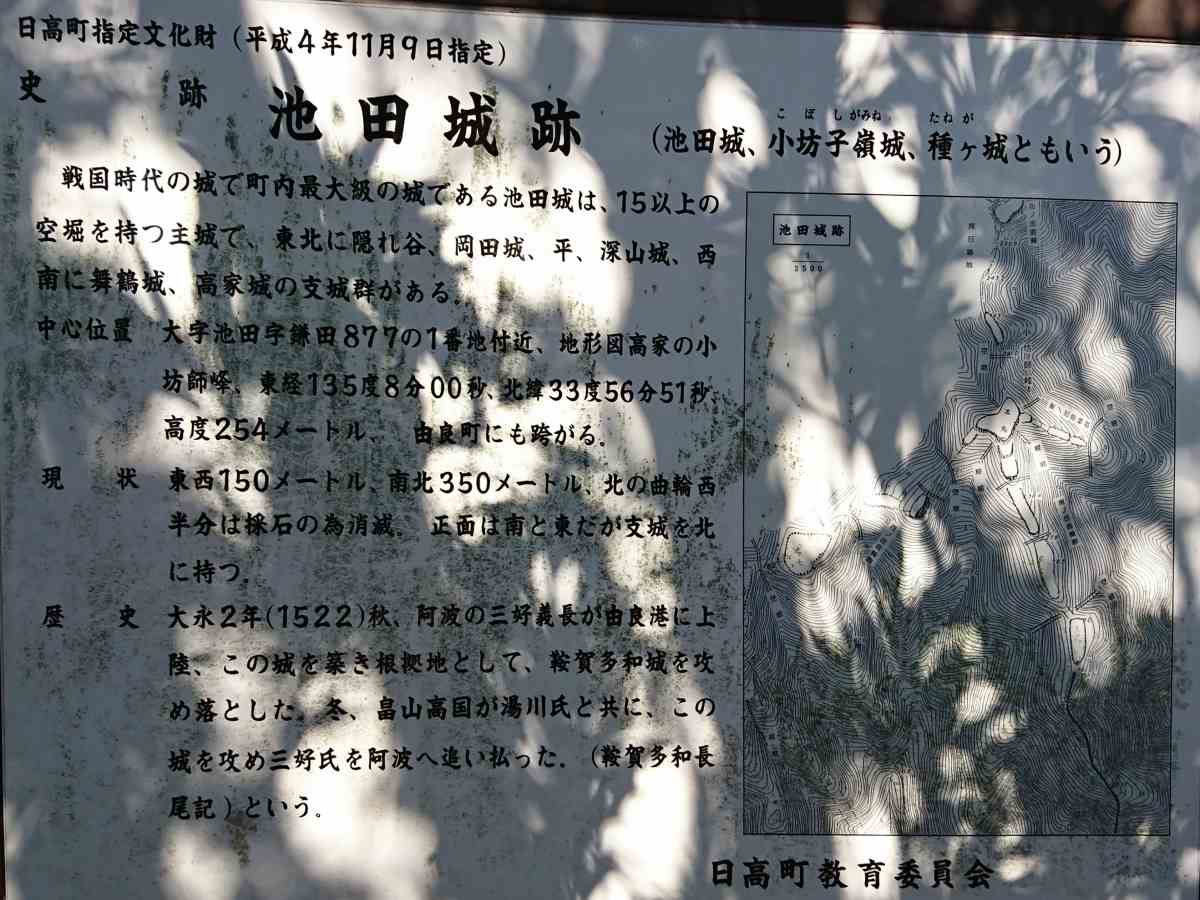 日高町指定文化財(平成4年11月9日指定)
史　跡　池田城跡
こぼしがみね　たねが
(池田城、小坊子嶺城、種ヶ城ともいう)
戦国時代の城で町内最大級の城である池田城は、15以上の
空堀を持つ主城で、東北に隠れ谷、岡田城、平、深山城、西
南に舞鶴城、高家城の支城群がある。
中心位置　大字池田字鎌田877の1番地付近、地形図高家の小
坊師峰、東経135度8分00秒、北緯33度56分51秒、
高度254メートル、由良町にも跨がる。
現　状　東西150メートル、南北350メートル、北の曲輪西
半分は採石の為消滅。正面は南と東だが支城を北
に持つ。
歴　史　大永2年(1522)秋、阿波の三好義長が由良港に上
陸、この城を築き根拠地として、鞍賀多和城を攻
め落とした。冬、畠山高国が湯川氏と共に、この
城を攻め三好氏を阿波へ追い払った。(鞍賀多和長
尾記)という。
池田城跡
1
2500
日高町教育委員会